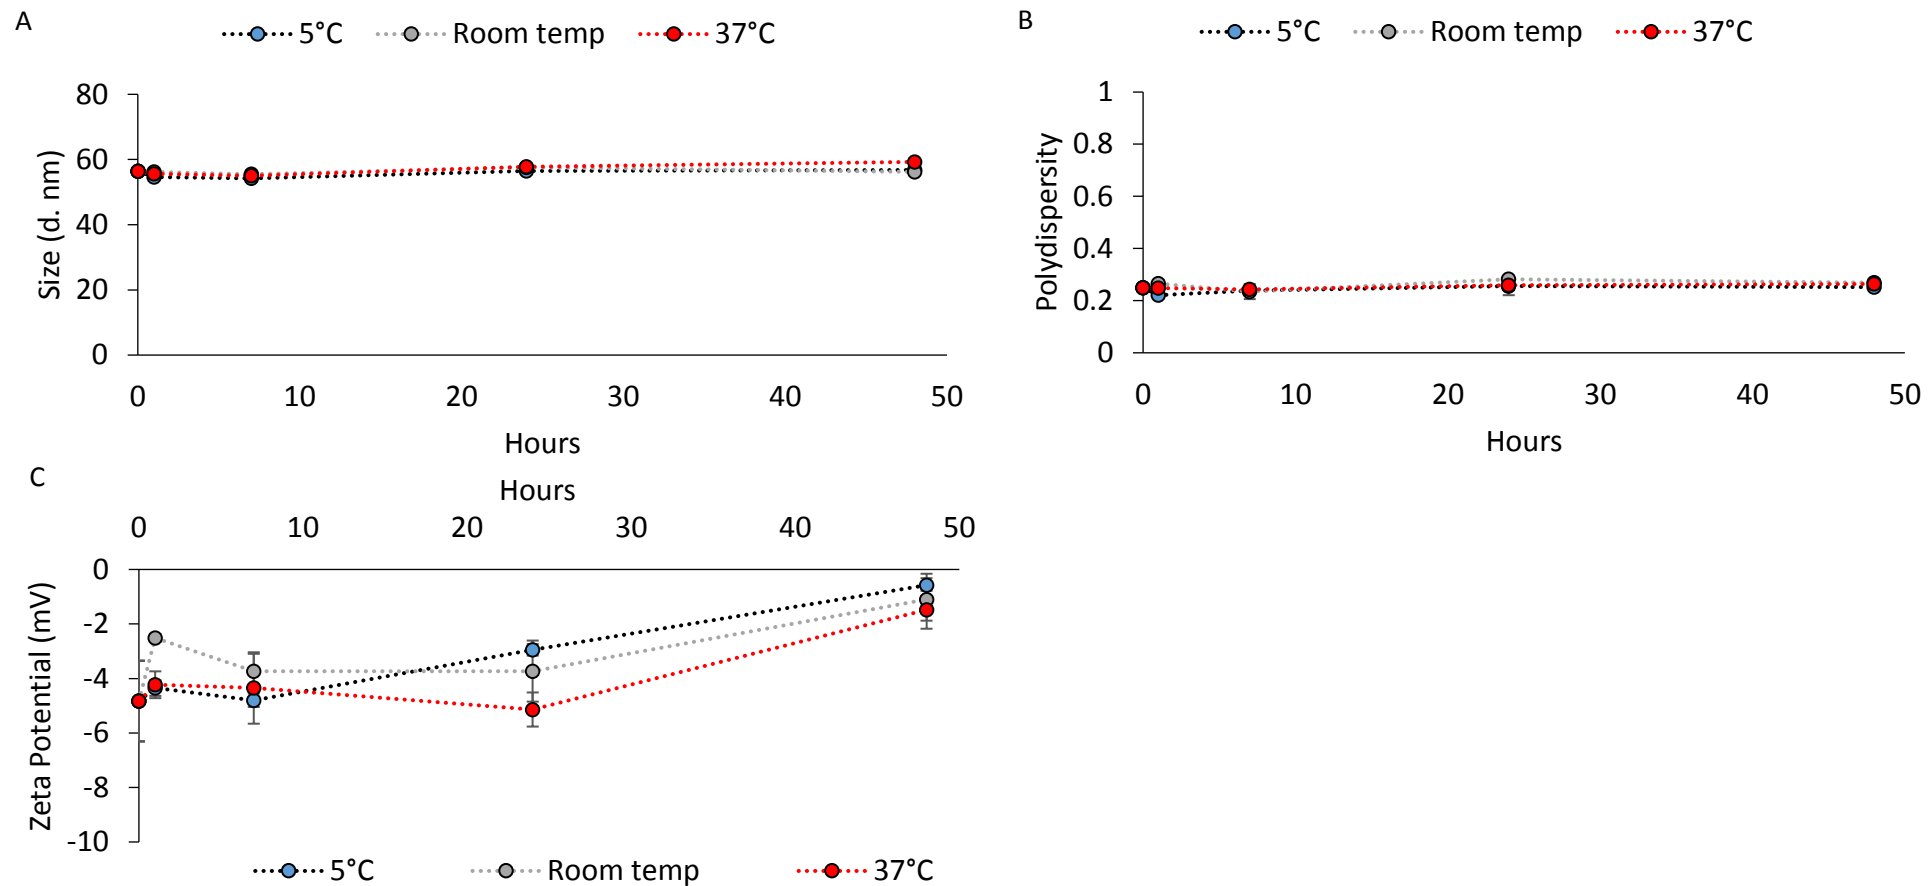 A
5°C Room temp 37°C
80
60
40
20
0
Size (d. nm)
0 10 20 30 40 50
Hours
B
5°C Room temp 37°C
1
0.8
0.6
0.4
0.2
0
Polydispersity
0 10 20 30 40 50
Hours
C
Hours
0 10 20 30 40 50
0
-2
-4
-6
-8
-10
Zeta Potential (mV)
5°C Room temp 37°C